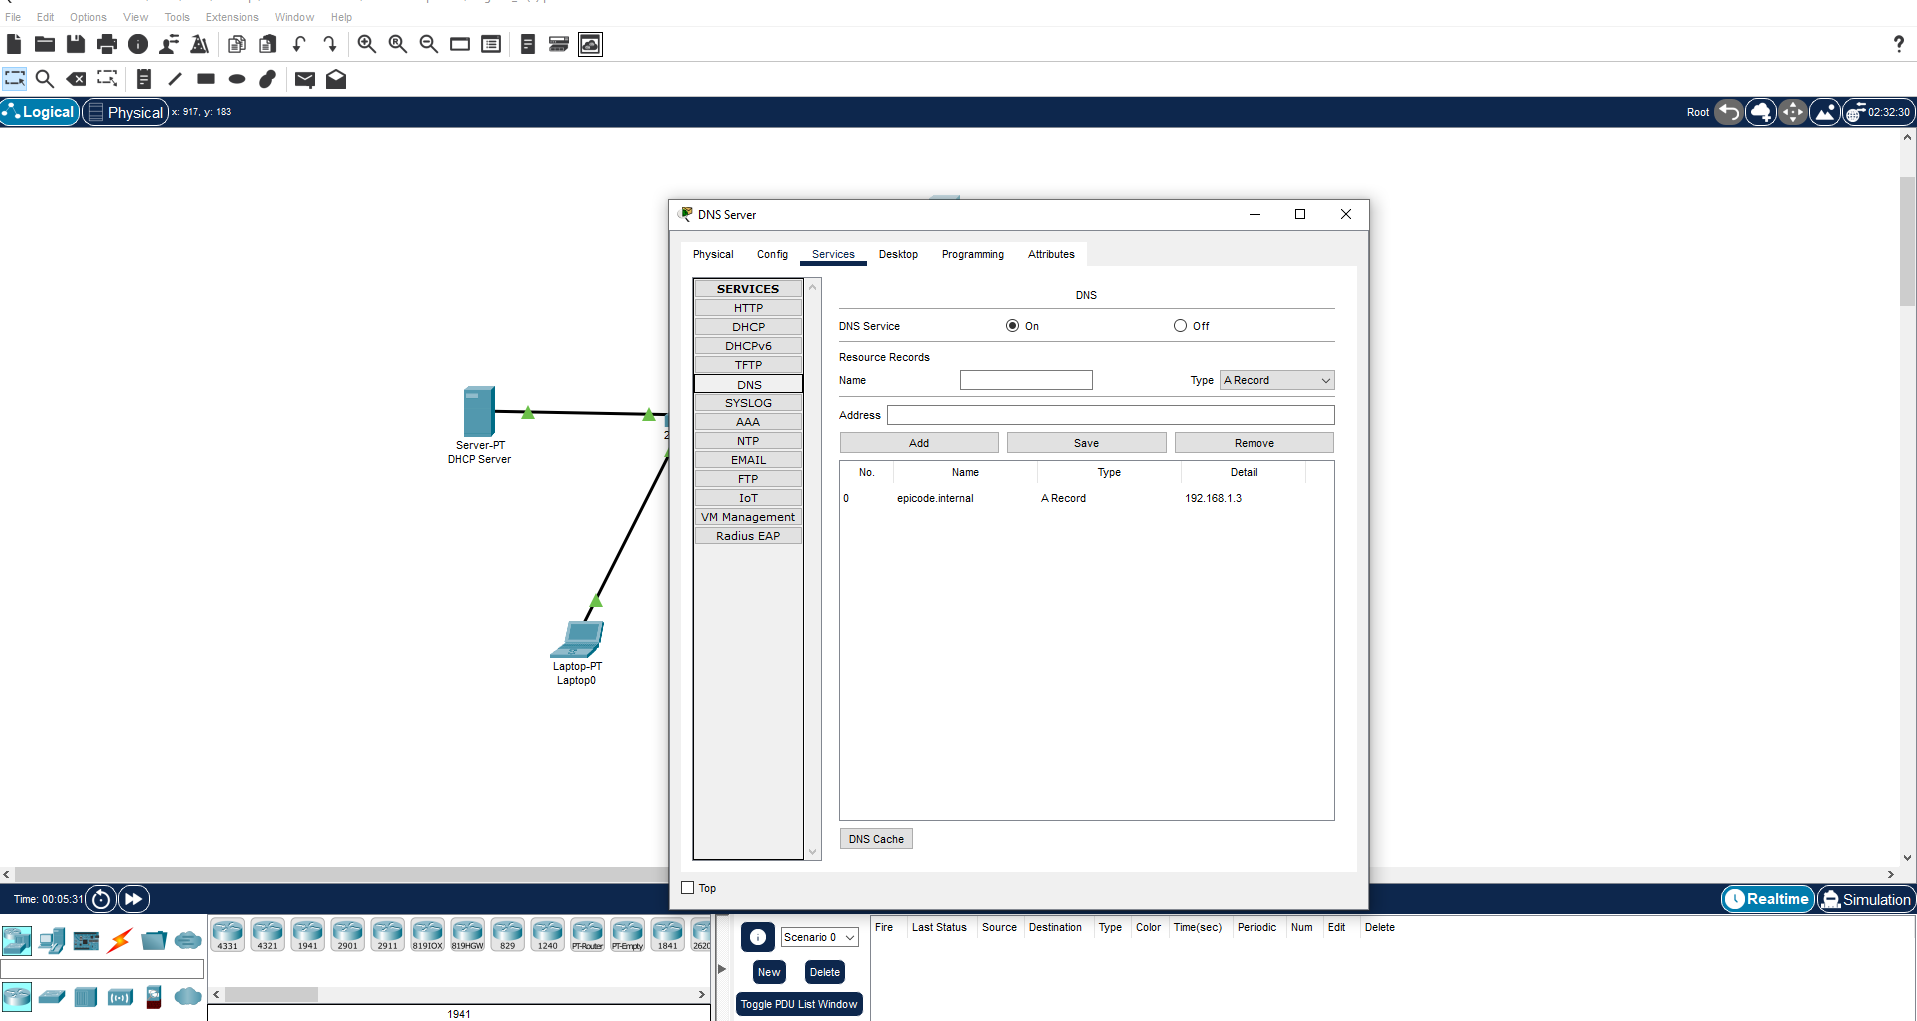 File Edit Options View Tools Extensions Window Help
Logical Physical x: 917, y: 183 Root 02:32:30
DNS Server
Physical Config Services Desktop Programming Attributes
SERVICES
HTTP
DHCP
DHCPv6
TFTP
DNS
SYSLOG
AAA
NTP
EMAIL
FTP
IoT
VM Management
Radius EAP
DNS
DNS Service On Off
Resource Records
Name Type A Record
Address
Add Save Remove
No. Name Type Detail
0 epicode.internal A Record 192.168.1.3
DNS Cache
Top
Server-PT
DHCP Server
2
Laptop-PT
Laptop0
Time: 00:05:31 Realtime Simulation
4331 4321 1941 2901 2911 819IOX 819HGW 829 1240 PT-Router PT-Empty 1841 2620
1941
Scenario 0
New Delete
Toggle PDU List Window
Fire Last Status Source Destination Type Color Time(sec) Periodic Num Edit Delete